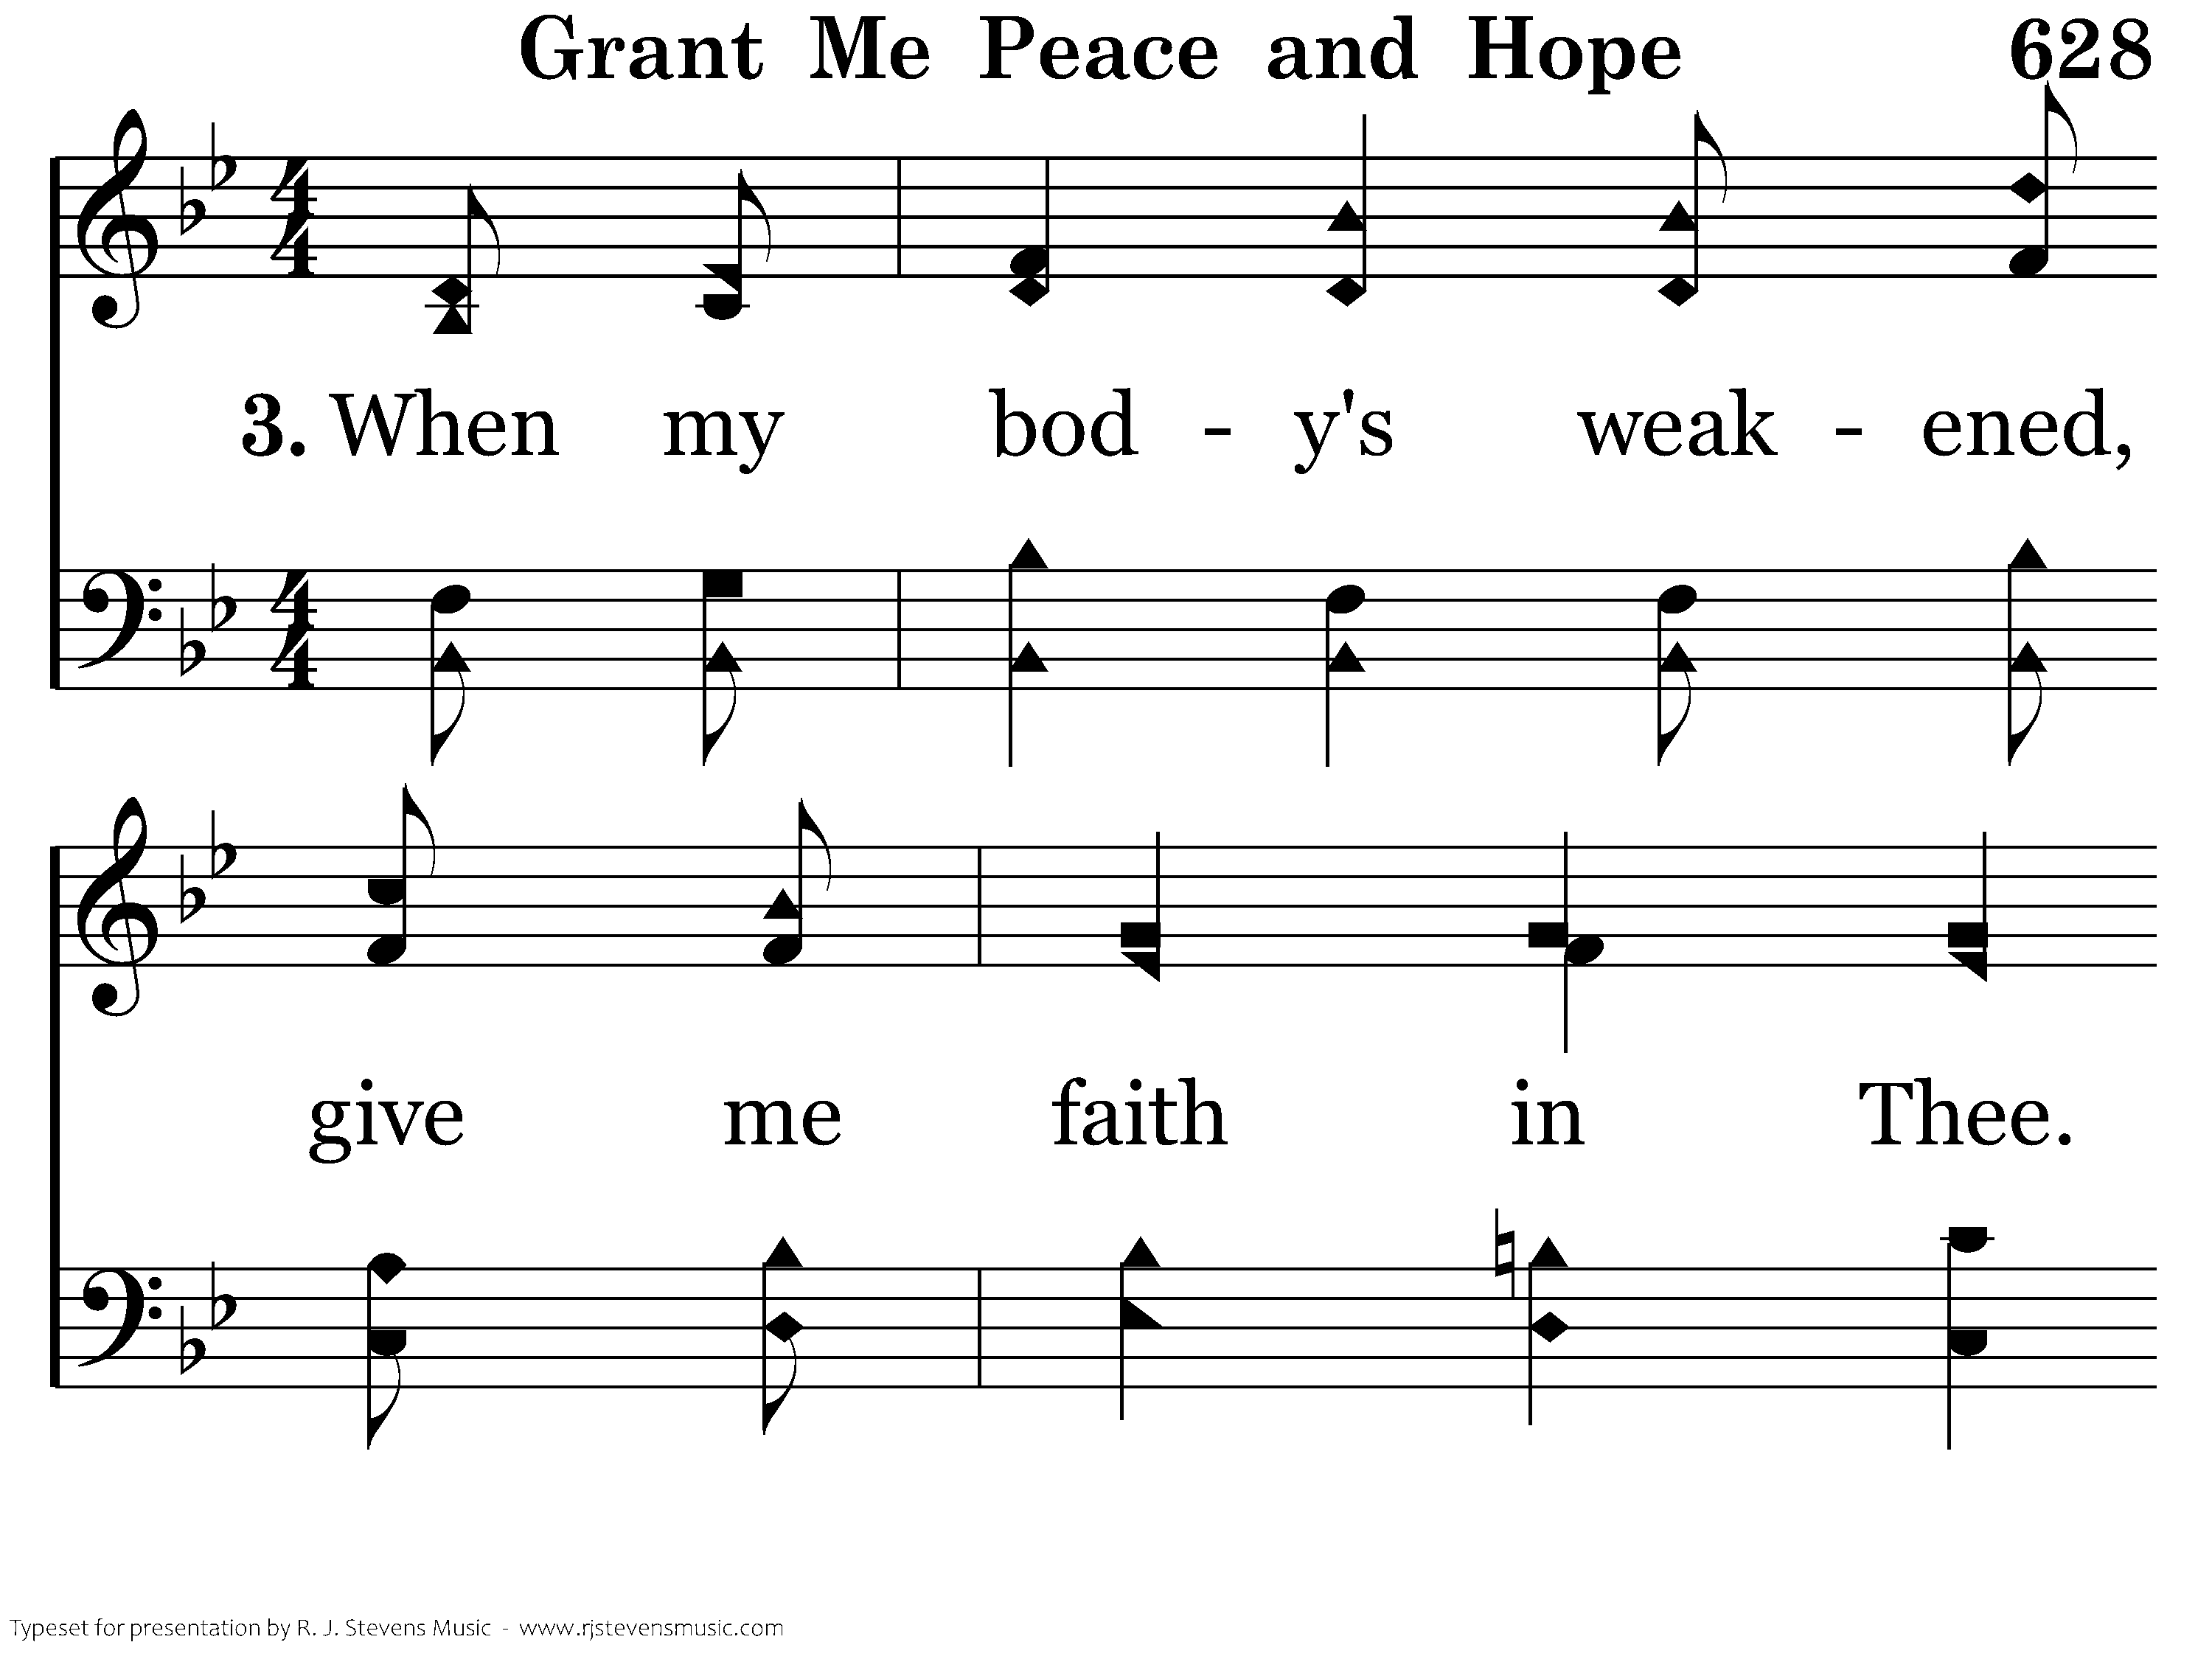 Grant Me Peace and Hope 628
3. When my bod - y's weak - ened,
give me faith in Thee.
Typeset for presentation by R. J. Stevens Music - www.rjstevensmusic.com